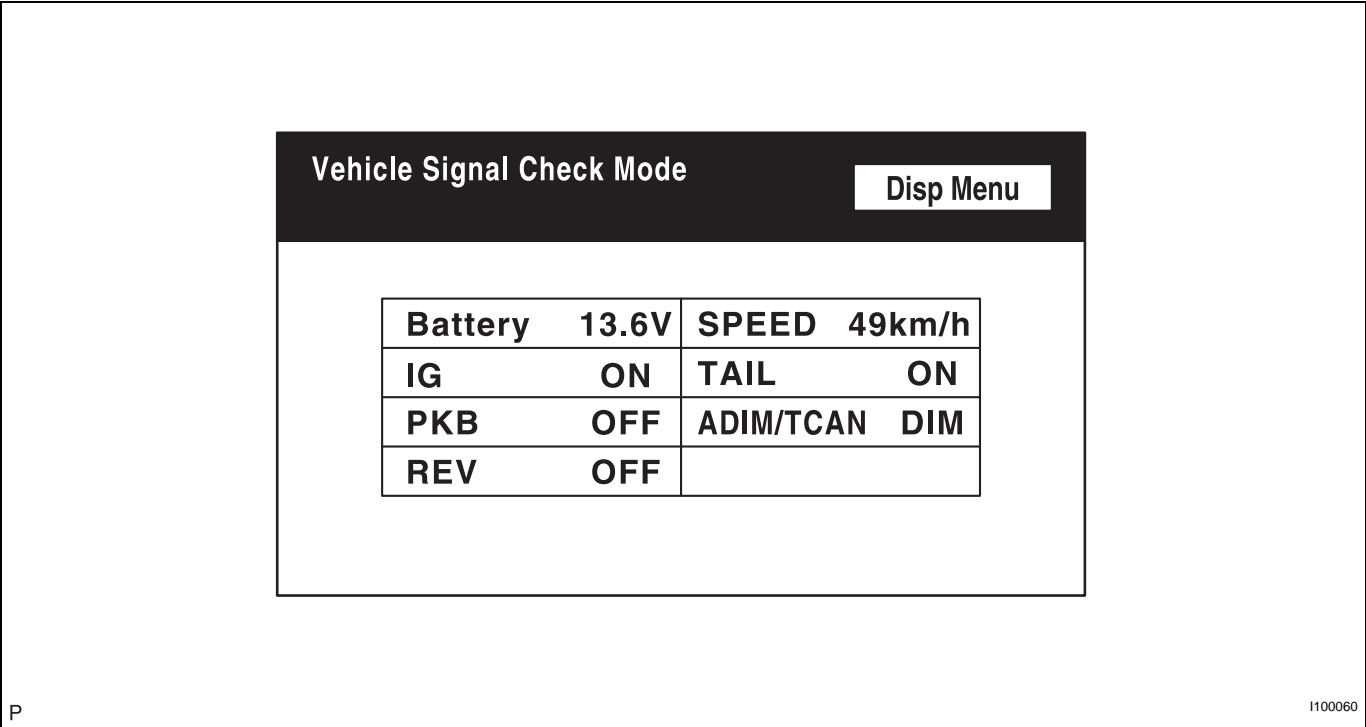 Vehicle Signal Check Mode
Disp Menu
Battery 13.6V SPEED 49km/h
IG ON TAIL ON
PKB OFF ADIM/TCAN DIM
REV OFF
P
I100060